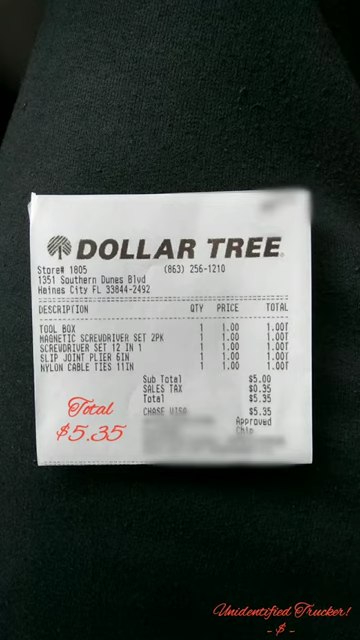 DOLLAR TREE
Store# 1805 (863) 256-1210
1351 Southern Dunes Blvd
Haines City FL 33844-2492
DESCRIPTION QTY PRICE TOTAL
TOOL BOX 1 1.00 1.00T
MAGNETIC SCREWDRIVER SET 2PK 1 1.00 1.00T
SCREWDRIVER SET 12 IN 1 1 1.00 1.00T
SLIP JOINT PLIER 6IN 1 1.00 1.00T
NYLON CABLE TIES 11IN 1 1.00 1.00T
Sub Total $5.00
SALES TAX $0.35
Total $5.35
CHASE VISA $5.35
Approved
Chip
Total
$5.35
Unidentified Trucker!
- $ -